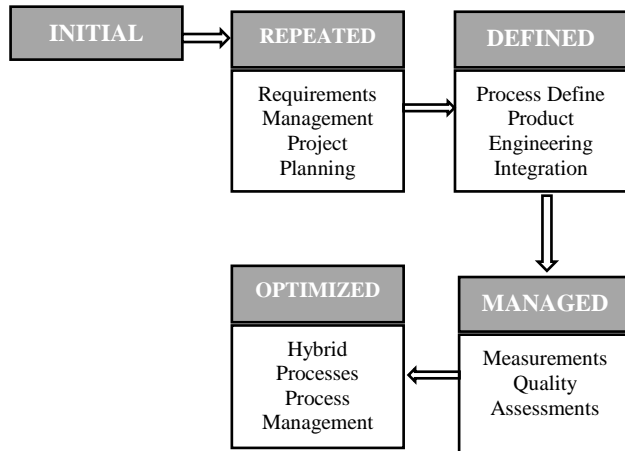 INITIAL
REPEATED
Requirements
Management
Project
Planning
DEFINED
Process Define
Product
Engineering
Integration
MANAGED
Measurements
Quality
Assessments
OPTIMIZED
Hybrid
Processes
Process
Management